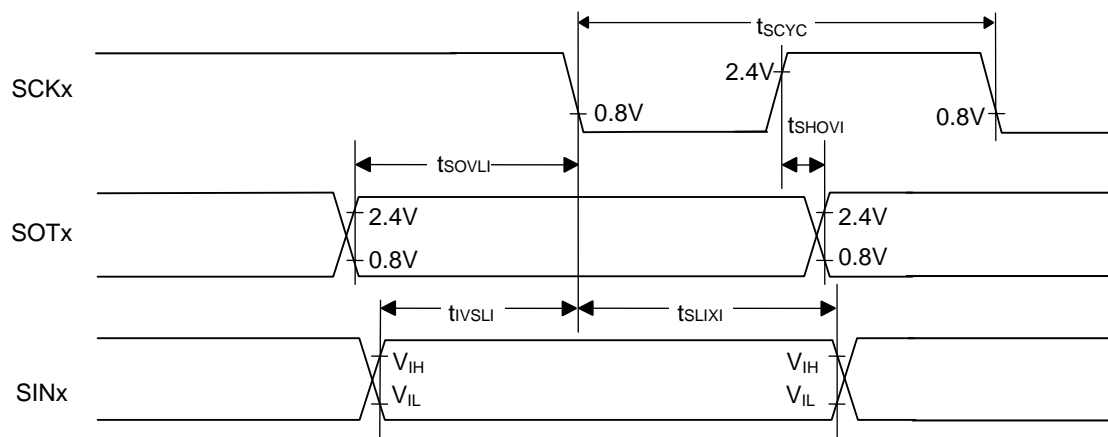 tSCYC
SCKx
2.4V
0.8V
tSHOVI
0.8V
tSOVLI
SOTx
2.4V
2.4V
0.8V
0.8V
tIVSLI
tSLIXI
SINx
VIH
VIH
VIL
VIL